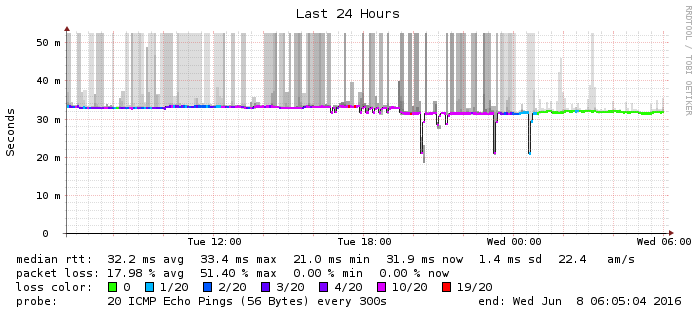 Last 24 Hours
RRDTOOL / TOBI OETIKER
Seconds
50 m
40 m
30 m
20 m
10 m
0
Tue 12:00 Tue 18:00 Wed 00:00 Wed 06:00
median rtt: 32.2 ms avg 33.4 ms max 21.0 ms min 31.9 ms now 1.4 ms sd 22.4 am/s
packet loss: 17.98 % avg 51.40 % max 0.00 % min 0.00 % now
loss color: 0 1/20 2/20 3/20 4/20 10/20 19/20
probe: 20 ICMP Echo Pings (56 Bytes) every 300s end: Wed Jun 8 06:05:04 2016